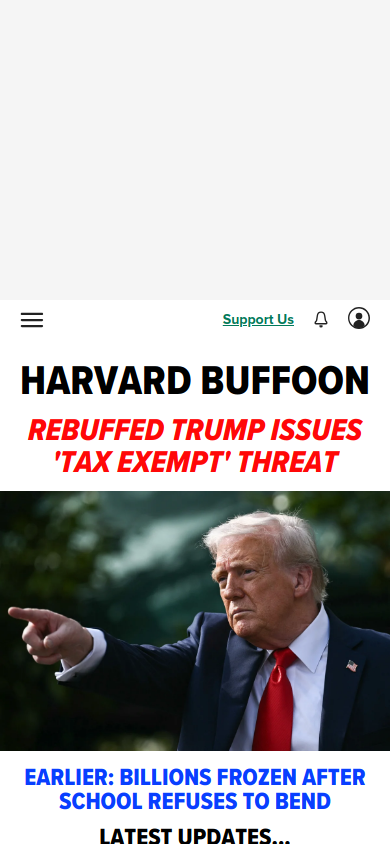 Support Us
HARVARD BUFFOON
REBUFFED TRUMP ISSUES
'TAX EXEMPT' THREAT
EARLIER: BILLIONS FROZEN AFTER
SCHOOL REFUSES TO BEND
LATEST UPDATES...